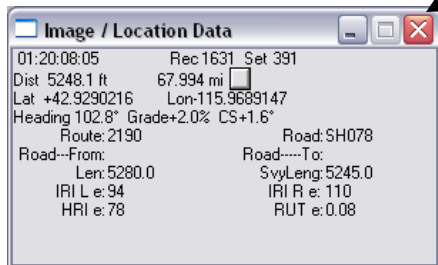 Image / Location Data
01:20:08:05 Rec 1631 Set 391
Dist 5248.1 ft 67.994 mi
Lat +42.9290216 Lon-115.9689147
Heading 102.8° Grade+2.0% CS+1.6°
Route: 2190 Road: SH078
Road---From: Road-----To:
Len: 5280.0 SvyLeng: 5245.0
IRI L e: 94 IRI R e: 110
HRI e: 78 RUT e: 0.08